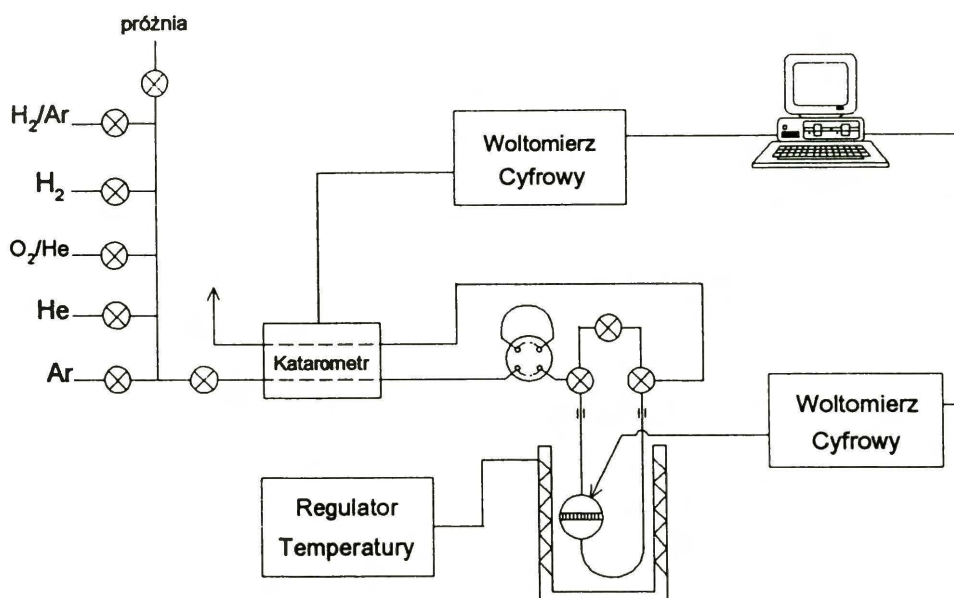 próżnia
H₂/Ar
H₂
O₂/He
He
Ar
Woltomierz
Cyfrowy
Katarometr
Woltomierz
Cyfrowy
Regulator
Temperatury